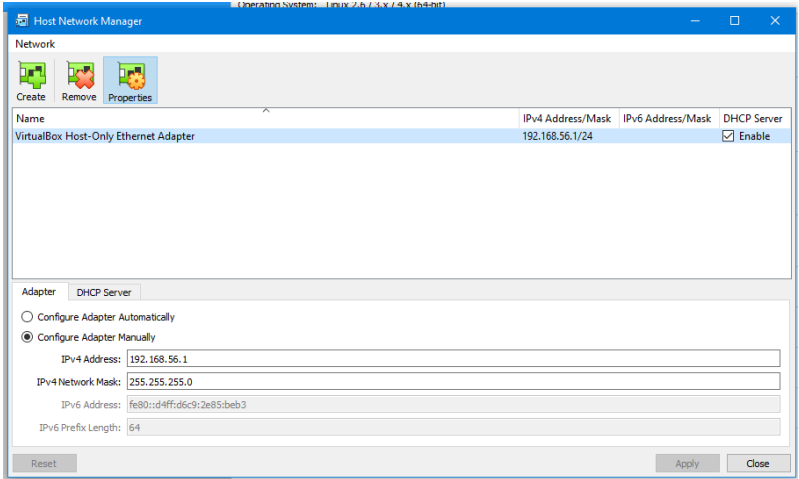 Operating System: Linux 2.6 / 3.x / 4.x (64-bit)
Host Network Manager
Network
Create Remove Properties
Name IPv4 Address/Mask IPv6 Address/Mask DHCP Server
VirtualBox Host-Only Ethernet Adapter 192.168.56.1/24 Enable
Adapter DHCP Server
Configure Adapter Automatically
Configure Adapter Manually
IPv4 Address: 192.168.56.1
IPv4 Network Mask: 255.255.255.0
IPv6 Address: fe80::d4ff:d6c9:2e85:beb3
IPv6 Prefix Length: 64
Reset Apply Close